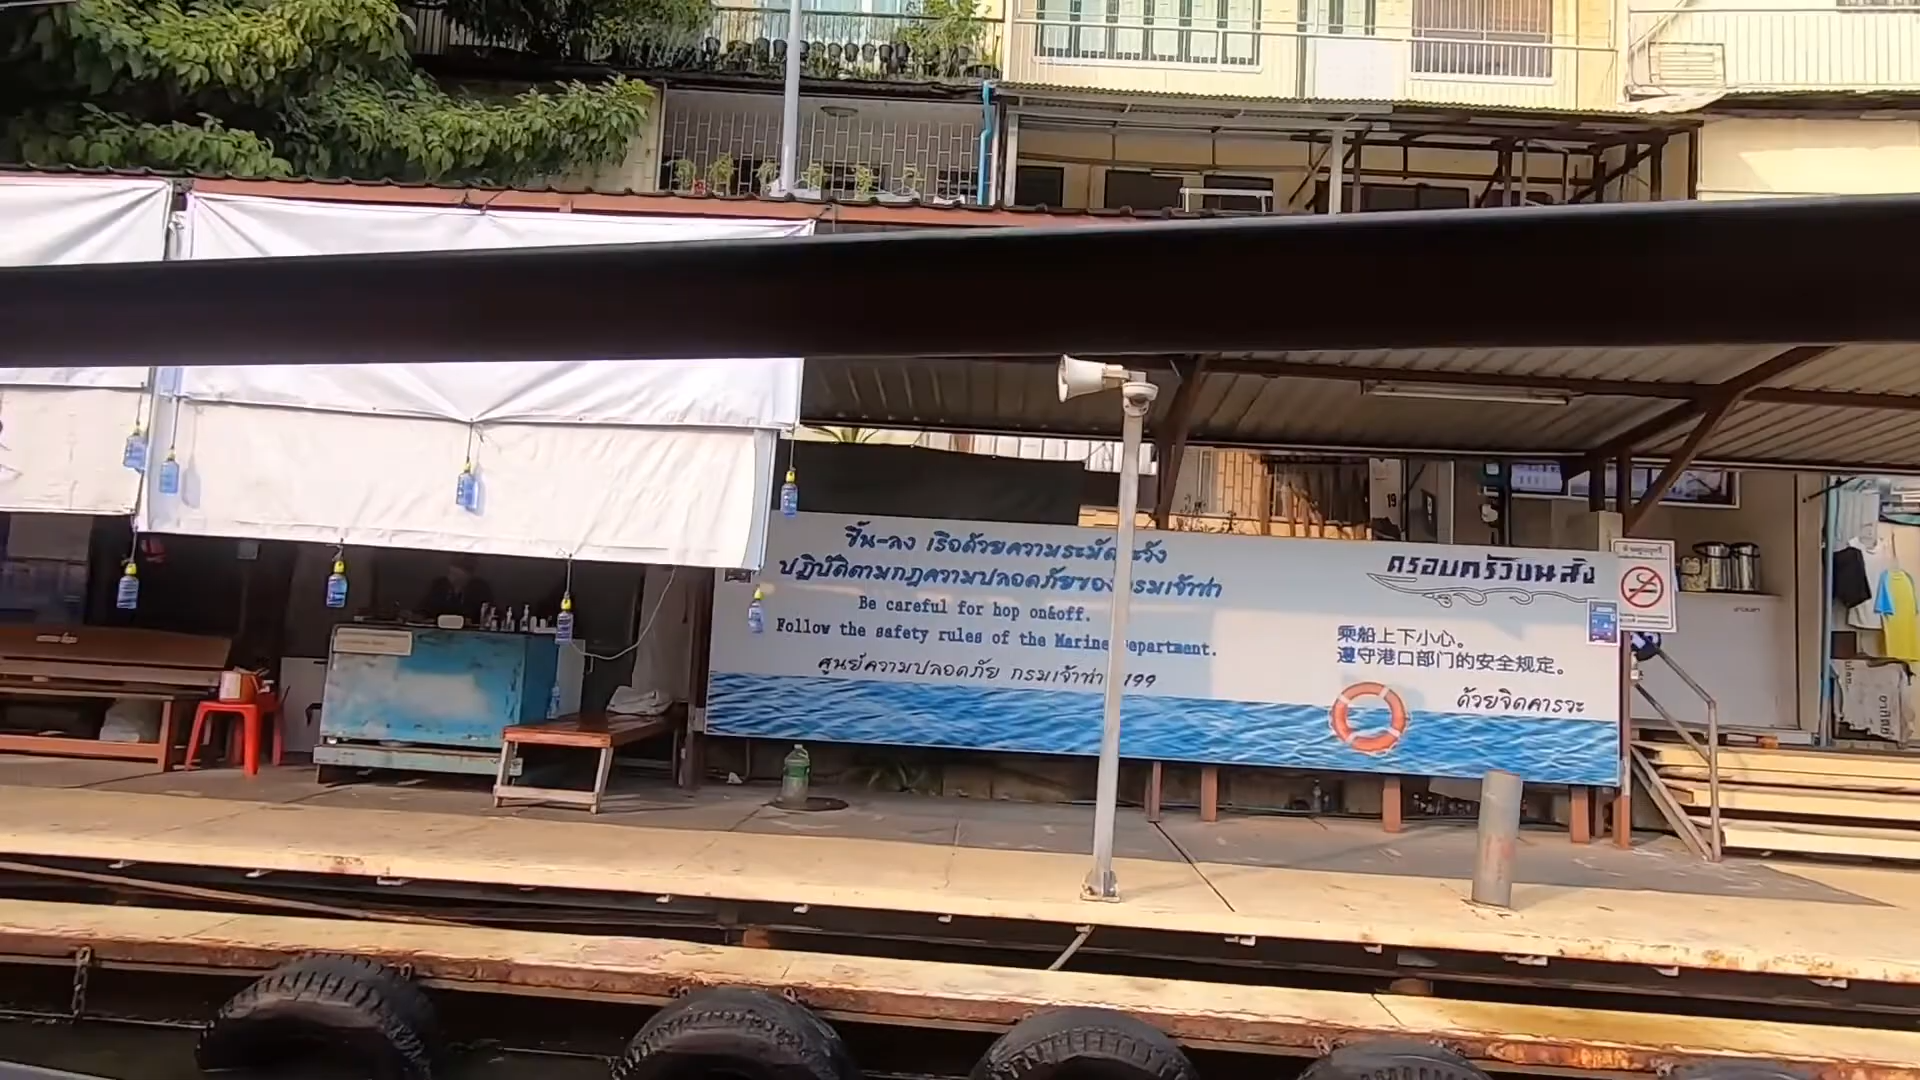 ขึ้น-ลง เรือด้วยความระมัดระวัง
ปฏิบัติตามกฎความปลอดภัยของกรมเจ้าท่า
Be careful for hop on&off.
Follow the safety rules of the Marine Department.
ศูนย์ความปลอดภัย กรมเจ้าท่า 1199
ครอบครัวขนส่ง
乘船上下小心。
遵守港口部门的安全规定。
ด้วยจิตคารวะ
19